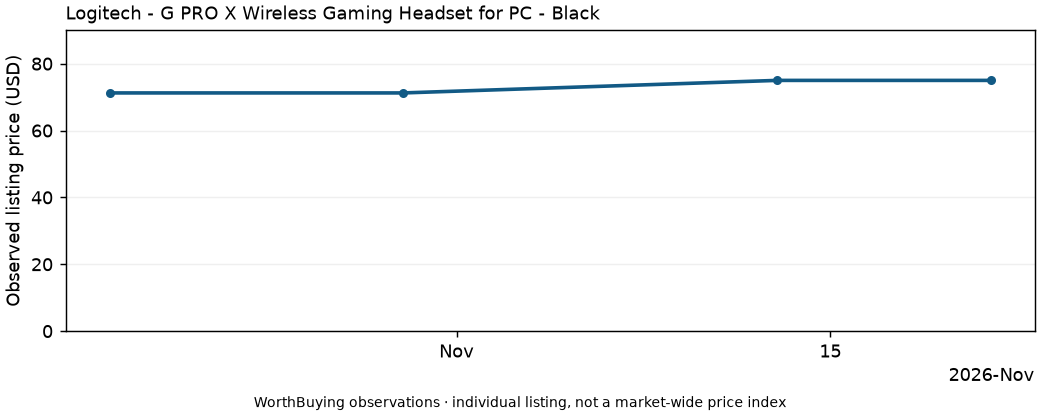 Logitech - G PRO X Wireless Gaming Headset for PC - Black
Observed listing price (USD)
80
60
40
20
0
Nov
15
2026-Nov
WorthBuying observations · individual listing, not a market-wide price index